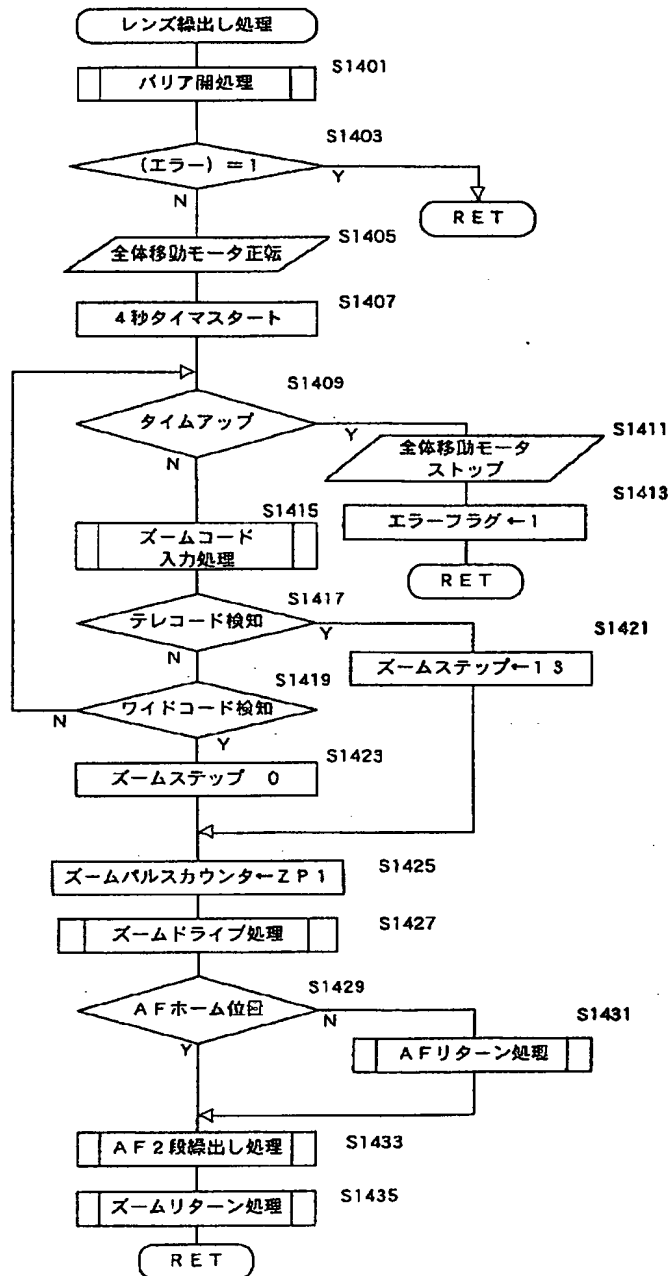 レンズ繰出し処理
S1401
バリア開処理
S1403
(エラー)=1
Y
N
RET
S1405
全体移動モータ正転
S1407
4秒タイマスタート
S1409
タイムアップ
Y
N
S1411
全体移動モータ
ストップ
S1413
エラーフラグ←1
RET
S1415
ズームコード
入力処理
S1417
テレコード検知
Y
N
S1421
ズームステップ←13
S1419
ワイドコード検知
N
Y
S1423
ズームステップ 0
S1425
ズームパルスカウンタ←ZP1
S1427
ズームドライブ処理
S1429
AFホーム位置
N
Y
S1431
AFリターン処理
S1433
AF2段繰出し処理
S1435
ズームリターン処理
RET